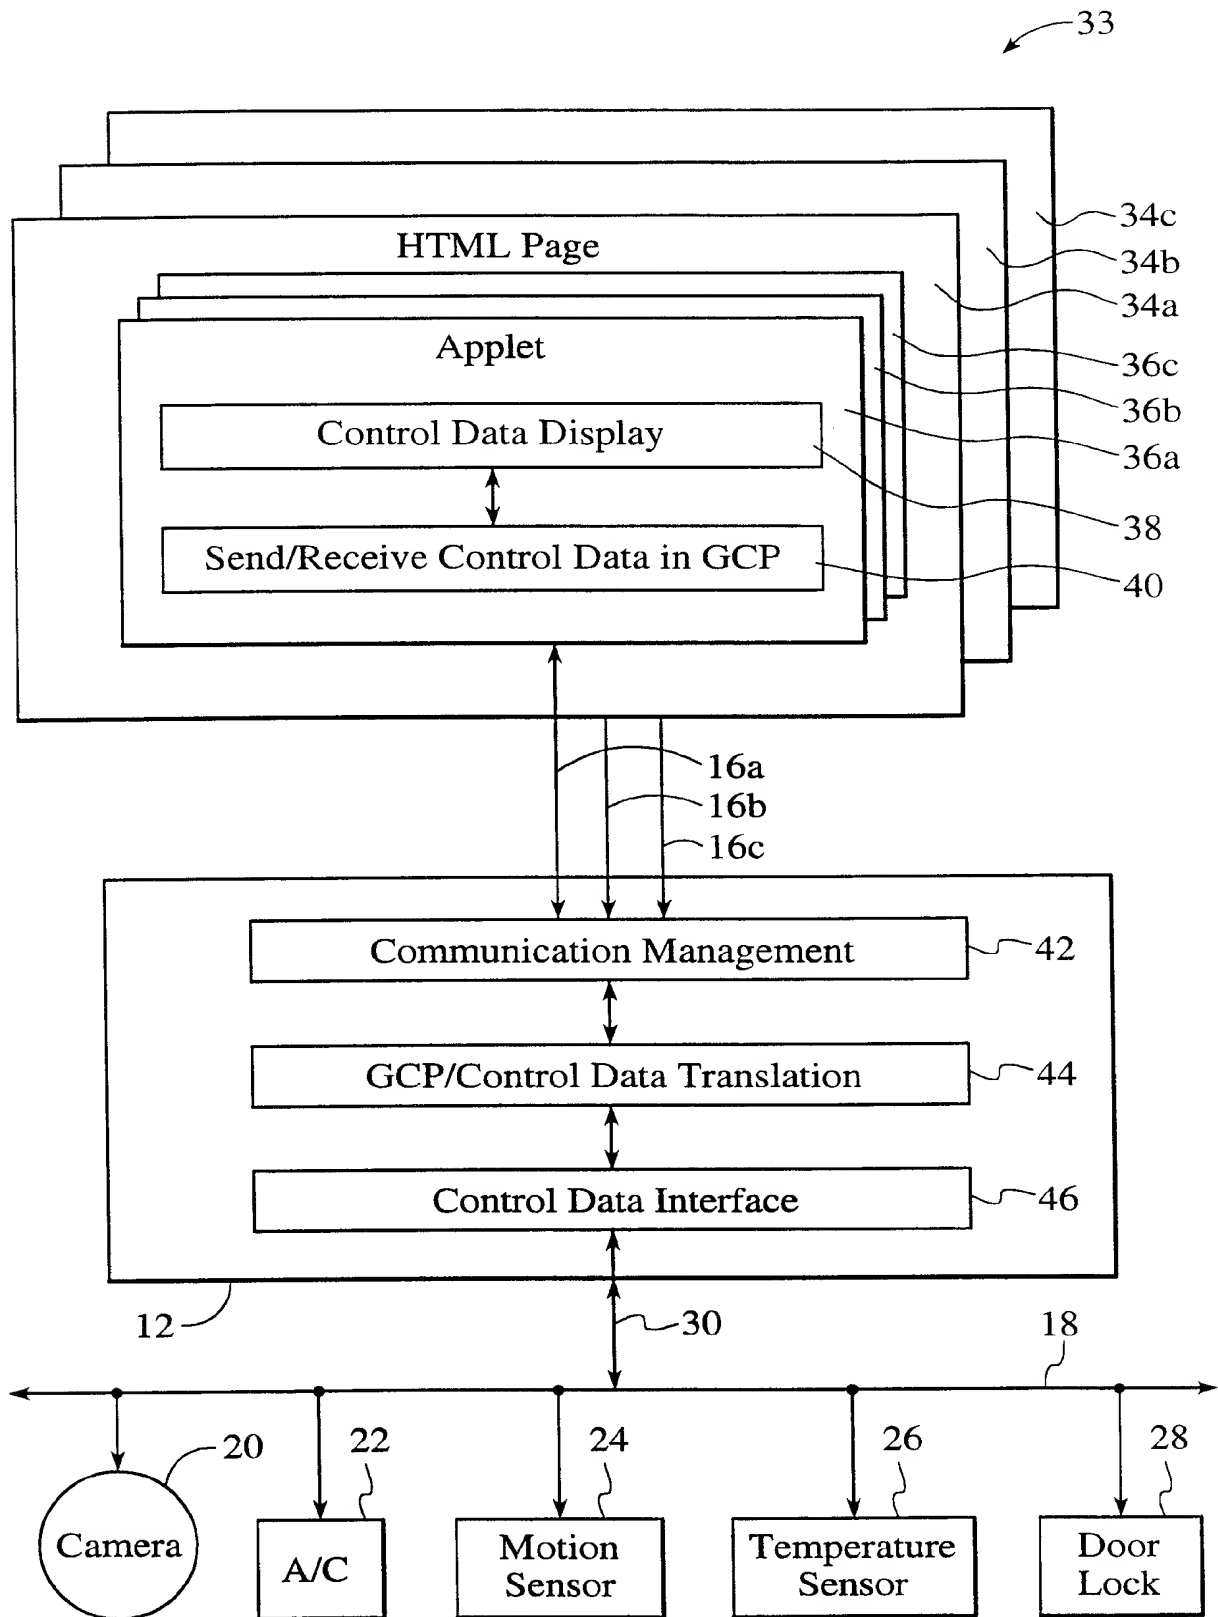 33
34c
HTML Page
34b
34a
Applet
36c
36b
Control Data Display
36a
38
Send/Receive Control Data in GCP
40
16a
16b
16c
Communication Management
42
GCP/Control Data Translation
44
Control Data Interface
46
12
30
18
20
22
24
26
28
Camera
A/C
Motion
Sensor
Temperature
Sensor
Door
Lock